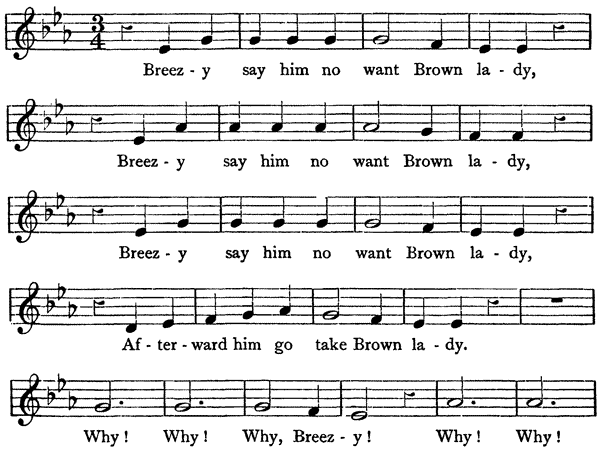 3
4
Breez - y say him no want Brown la - dy,
Breez - y say him no want Brown la - dy,
Breez - y say him no want Brown la - dy,
Af - ter - ward him go take Brown la - dy.
Why ! Why ! Why, Breez - y ! Why ! Why !